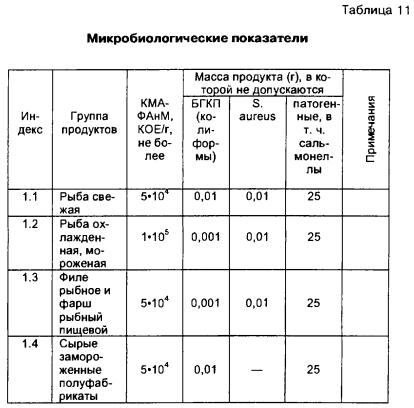 Таблица 11
Микробиологические показатели
Ин-
декс
Группа
продуктов
КМА-
ФАнМ,
КОЕ/г,
не бо-
лее
Масса продукта (г), в ко-
торой не допускаются
БГКП
(ко-
ли-
фор-
мы)
S.
aureus
патоген-
ные, в
т. ч.
саль-
монел-
лы
Примечания
1.1
Рыба све-
жая
5•10⁴
0,01
0,01
25
1.2
Рыба ох-
лажден-
ная, мо-
роженая
1•10⁵
0,001
0,01
25
1.3
Филе
рыбное и
фарш
рыбный
пищевой
5•10⁴
0,001
0,01
25
1.4
Сырые
заморо-
женные
полуфаб-
рикаты
5•10⁴
0,01
—
25